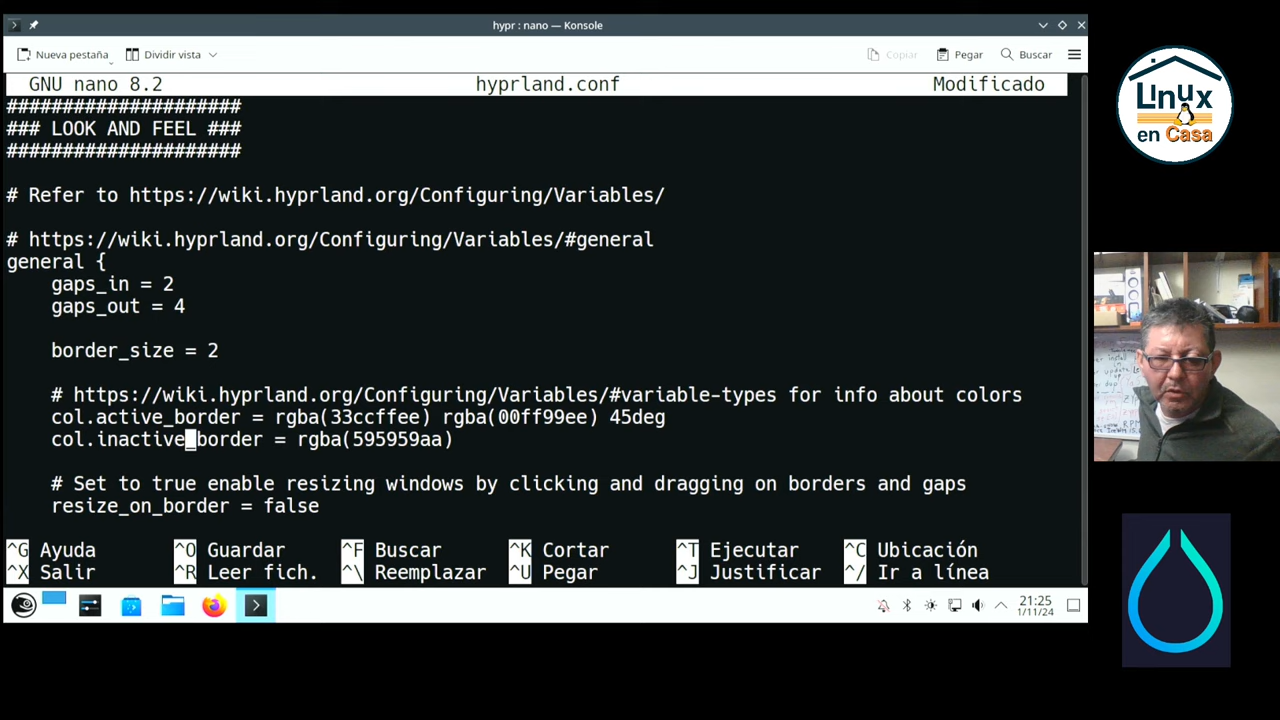 hypr : nano — Konsole
Nueva pestaña
Dividir vista
Copiar
Pegar
Buscar
GNU nano 8.2 hyprland.conf Modificado
#####################
### LOOK AND FEEL ###
#####################
# Refer to https://wiki.hyprland.org/Configuring/Variables/
# https://wiki.hyprland.org/Configuring/Variables/#general
general {
gaps_in = 2
gaps_out = 4
border_size = 2
# https://wiki.hyprland.org/Configuring/Variables/#variable-types for info about colors
col.active_border = rgba(33ccffee) rgba(00ff99ee) 45deg
col.inactive_border = rgba(595959aa)
# Set to true enable resizing windows by clicking and dragging on borders and gaps
resize_on_border = false
^G Ayuda ^O Guardar ^F Buscar ^K Cortar ^T Ejecutar ^C Ubicación
^X Salir ^R Leer fich. ^\ Reemplazar ^U Pegar ^J Justificar ^/ Ir a línea
21:25
1/11/24
Linux
en Casa